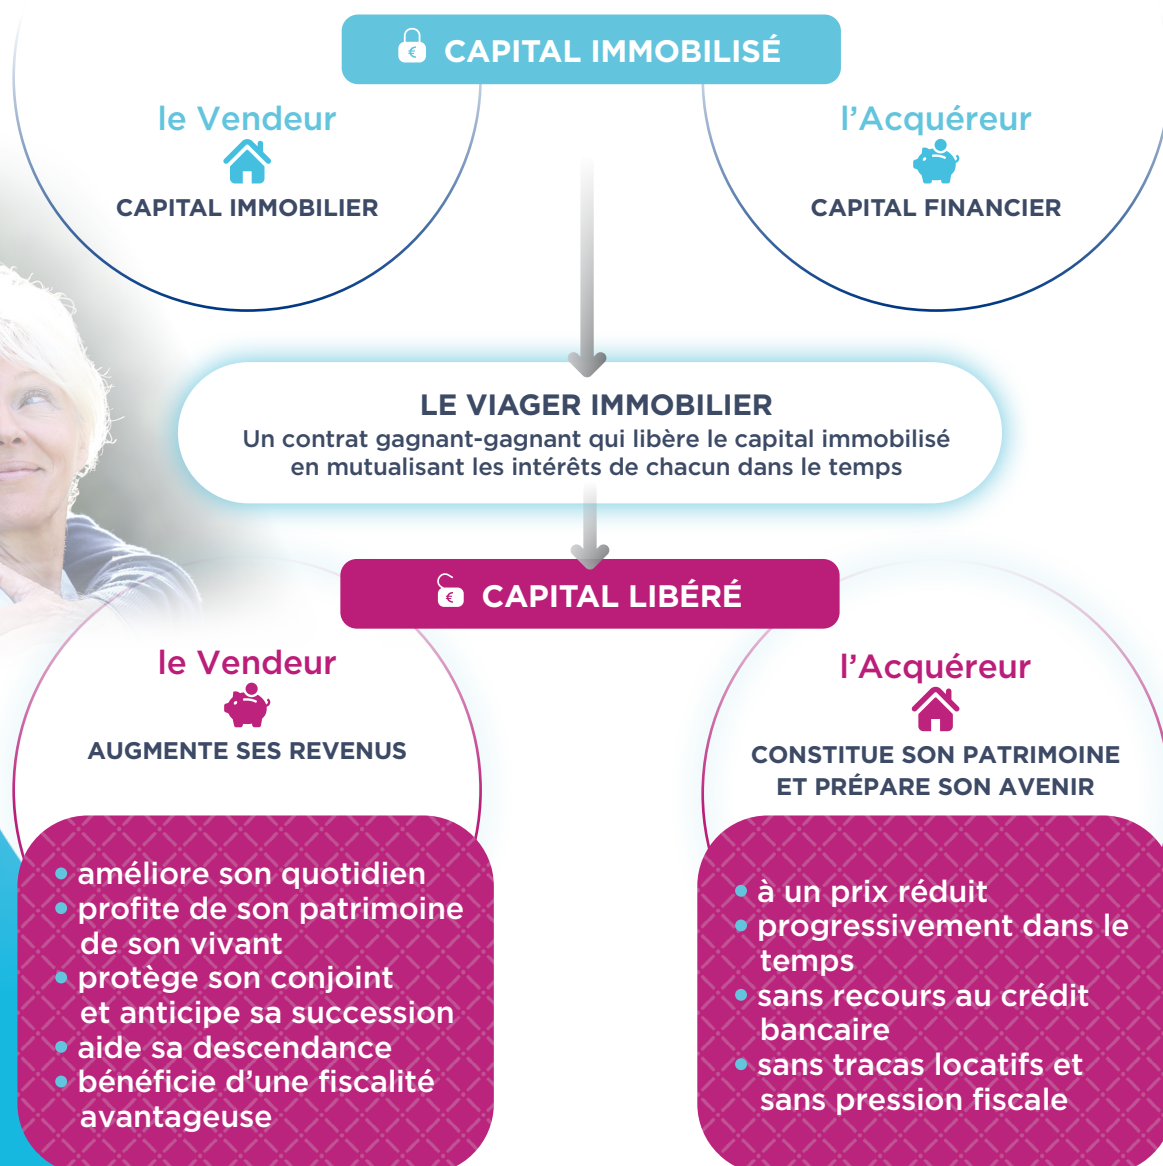 CAPITAL IMMOBILISÉ
le Vendeur
CAPITAL IMMOBILIER
l’Acquéreur
CAPITAL FINANCIER
LE VIAGER IMMOBILIER
Un contrat gagnant-gagnant qui libère le capital immobilisé
en mutualisant les intérêts de chacun dans le temps
CAPITAL LIBÉRÉ
le Vendeur
AUGMENTE SES REVENUS
• améliore son quotidien
• profite de son patrimoine
de son vivant
• protège son conjoint
et anticipe sa succession
• aide sa descendance
• bénéficie d’une fiscalité
avantageuse
l’Acquéreur
CONSTITUE SON PATRIMOINE
ET PRÉPARE SON AVENIR
• à un prix réduit
• progressivement dans le
temps
• sans recours au crédit
bancaire
• sans tracas locatifs et
sans pression fiscale